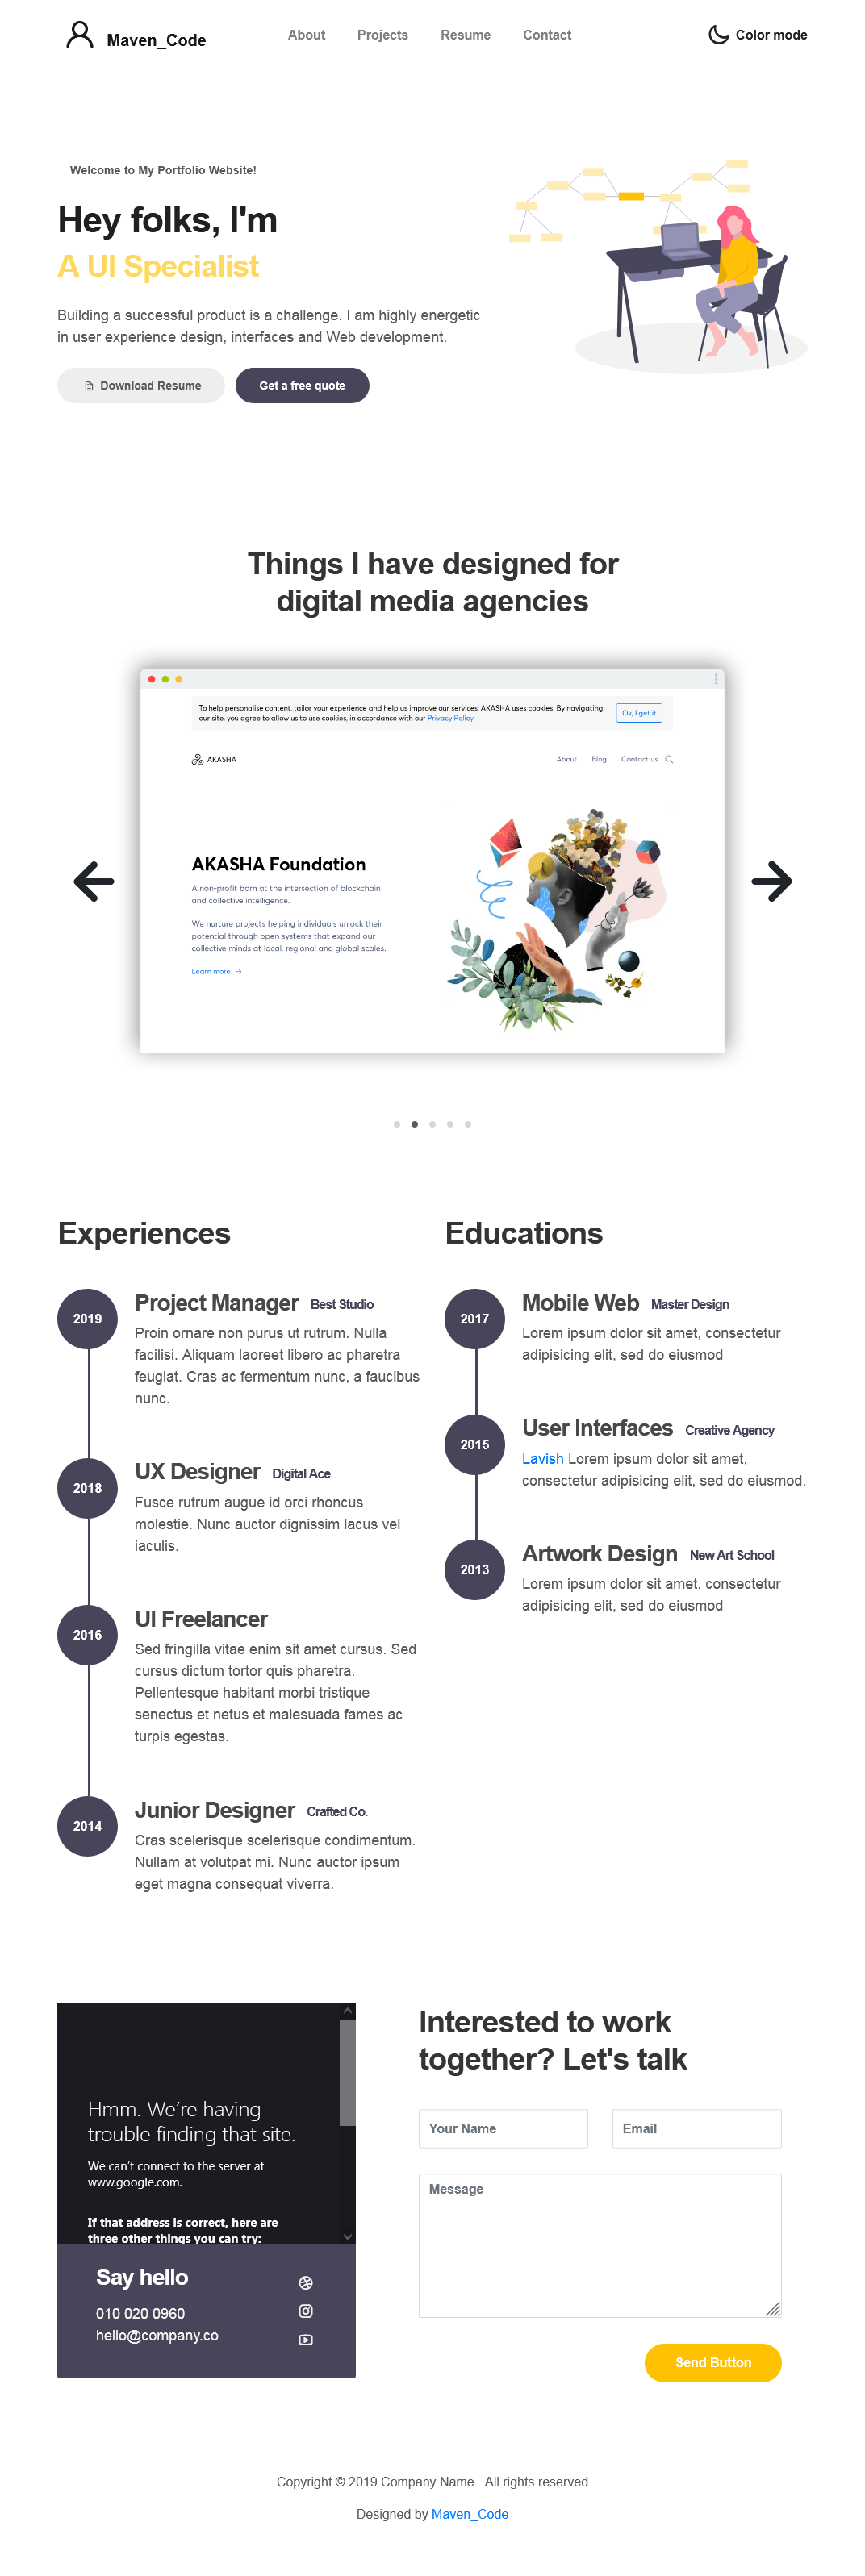 Maven_Code
About
Projects
Resume
Contact
Color mode
Welcome to My Portfolio Website!
Hey folks, I'm
A UI Specialist
Building a successful product is a challenge. I am highly energetic
in user experience design, interfaces and Web development.
Download Resume
Get a free quote
Things I have designed for
digital media agencies
To help personalise content, tailor your experience and help us improve our services, AKASHA uses cookies. By navigating
our site, you agree to allow us to use cookies, in accordance with our Privacy Policy.
Ok, I get it
AKASHA
About
Blog
Contact us
AKASHA Foundation
A non-profit born at the intersection of blockchain
and collective intelligence.
We nurture projects helping individuals unlock their
potential through open systems that expand our
collective minds at local, regional and global scales.
Learn more →
Experiences
2019
Project Manager Best Studio
Proin ornare non purus ut rutrum. Nulla
facilisi. Aliquam laoreet libero ac pharetra
feugiat. Cras ac fermentum nunc, a faucibus
nunc.
2018
UX Designer Digital Ace
Fusce rutrum augue id orci rhoncus
molestie. Nunc auctor dignissim lacus vel
iaculis.
2016
UI Freelancer
Sed fringilla vitae enim sit amet cursus. Sed
cursus dictum tortor quis pharetra.
Pellentesque habitant morbi tristique
senectus et netus et malesuada fames ac
turpis egestas.
2014
Junior Designer Crafted Co.
Cras scelerisque scelerisque condimentum.
Nullam at volutpat mi. Nunc auctor ipsum
eget magna consequat viverra.
Educations
2017
Mobile Web Master Design
Lorem ipsum dolor sit amet, consectetur
adipisicing elit, sed do eiusmod
2015
User Interfaces Creative Agency
Lavish Lorem ipsum dolor sit amet,
consectetur adipisicing elit, sed do eiusmod.
2013
Artwork Design New Art School
Lorem ipsum dolor sit amet, consectetur
adipisicing elit, sed do eiusmod
Hmm. We're having
trouble finding that site.
We can't connect to the server at
www.google.com.
If that address is correct, here are
three other things you can try:
Say hello
010 020 0960
hello@company.co
Interested to work
together? Let's talk
Your Name
Email
Message
Send Button
Copyright © 2019 Company Name . All rights reserved
Designed by Maven_Code